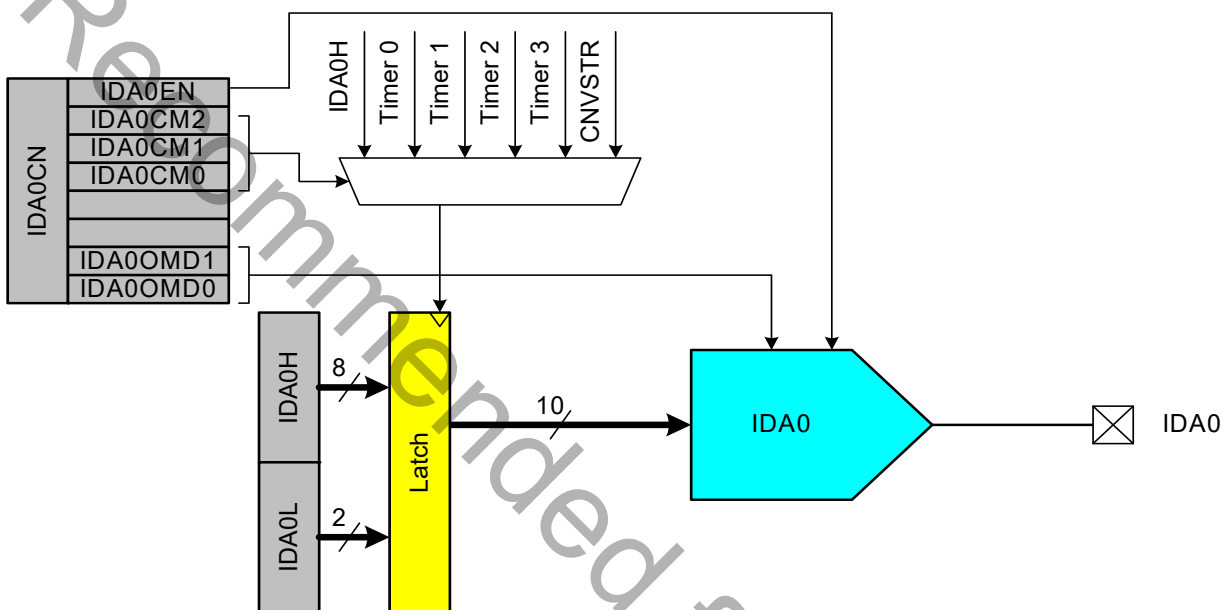 IDA0H
Timer 0
Timer 1
Timer 2
Timer 3
CNVSTR
IDA0CN
IDA0EN
IDA0CM2
IDA0CM1
IDA0CM0
IDA0OMD1
IDA0OMD0
IDA0H
8
IDA0L
2
Latch
10
IDA0
IDA0
Recommended f